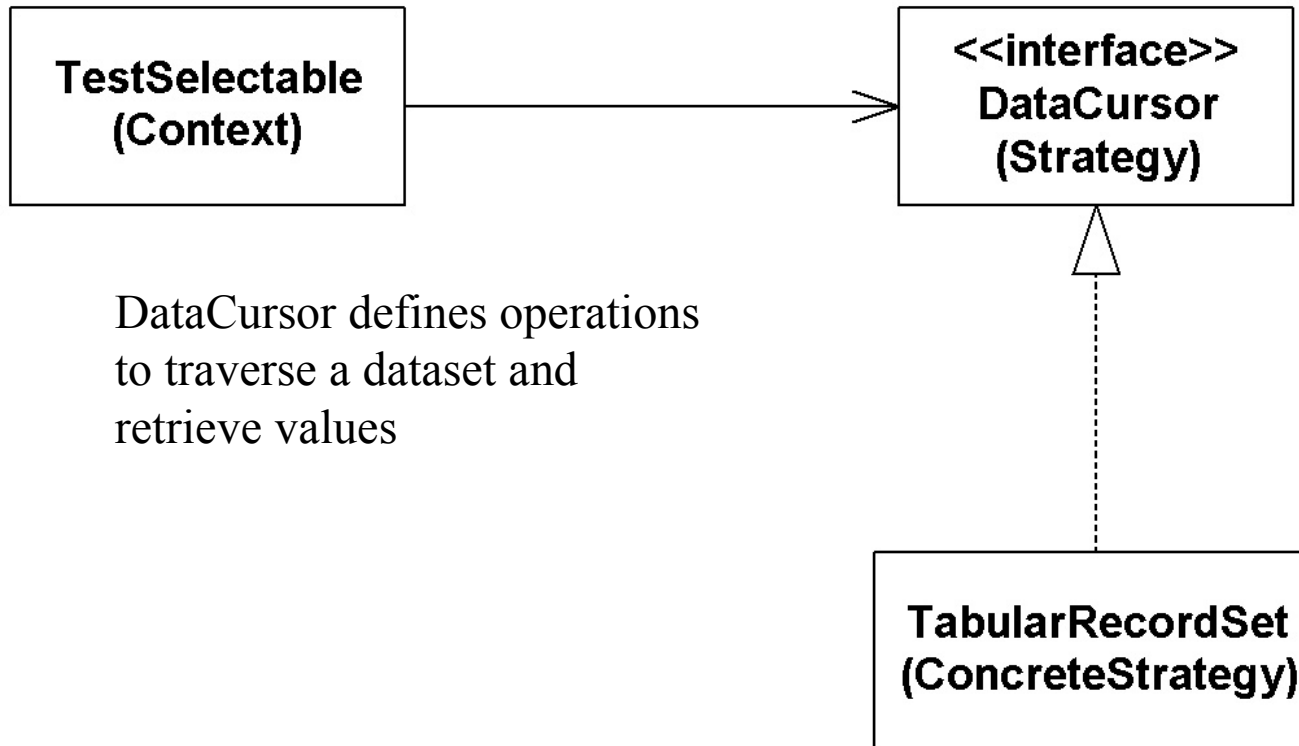 TestSelectable
(Context)
<<interface>>
DataCursor
(Strategy)
DataCursor defines operations
to traverse a dataset and
retrieve values
TabularRecordSet
(ConcreteStrategy)